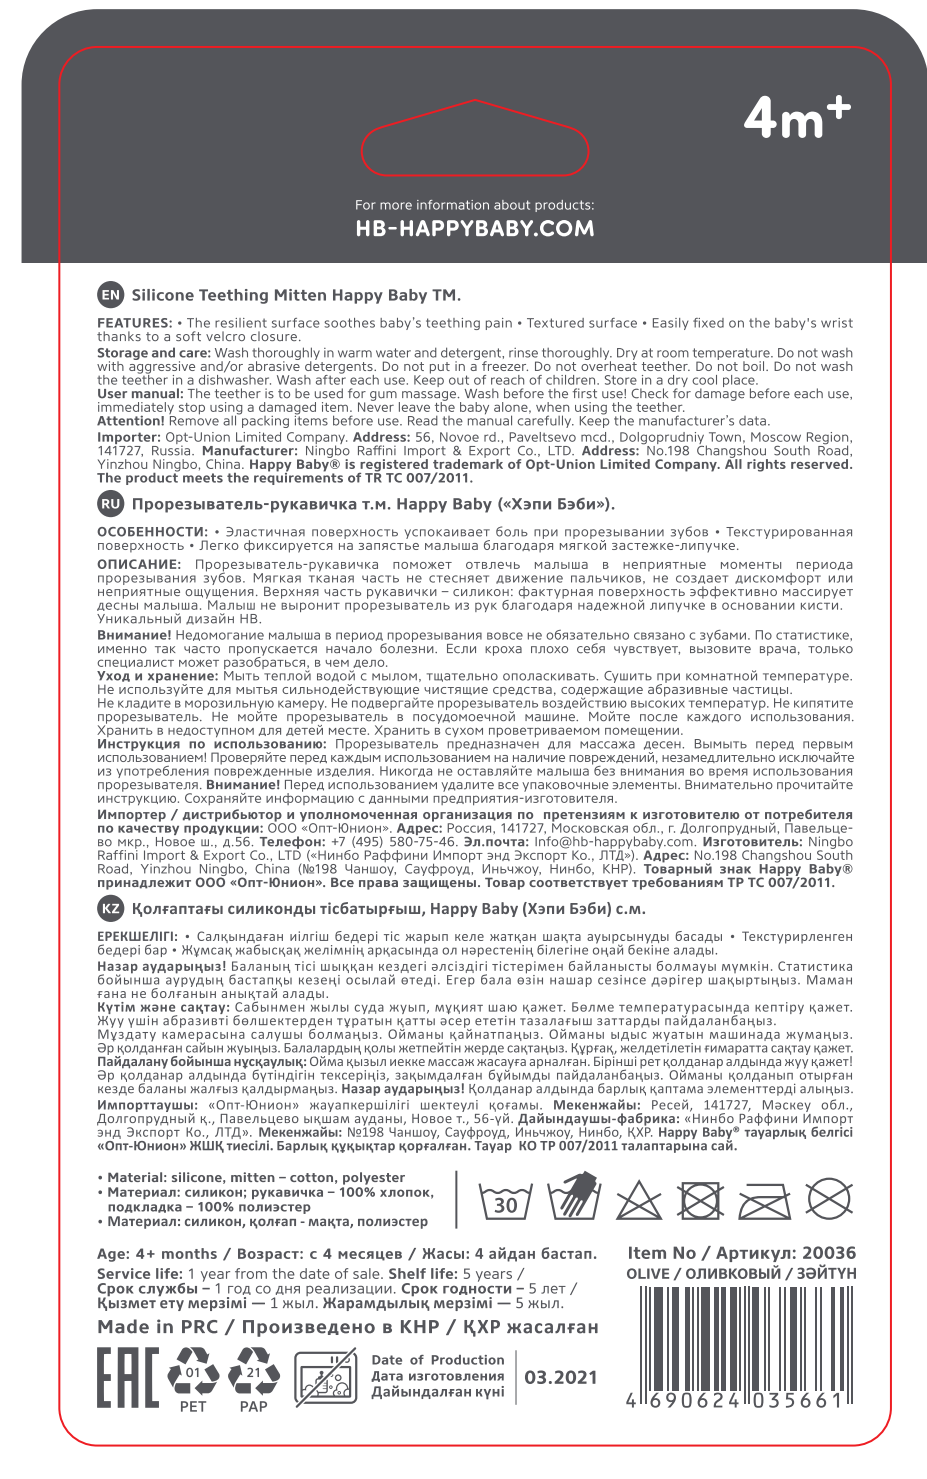 4m+
For more information about products:
HB-HAPPYBABY.COM
EN Silicone Teething Mitten Happy Baby TM.
FEATURES: • The resilient surface soothes baby's teething pain • Textured surface • Easily fixed on the baby's wrist
thanks to a soft velcro closure.
Storage and care: Wash thoroughly in warm water and detergent, rinse thoroughly. Dry at room temperature. Do not wash
with aggressive and/or abrasive detergents. Do not put in a freezer. Do not overheat teether. Do not boil. Do not wash
the teether in a dishwasher. Wash after each use. Keep out of reach of children. Store in a dry cool place.
User manual: The teether is to be used for gum massage. Wash before the first use! Check for damage before each use,
immediately stop using a damaged item. Never leave the baby alone, when using the teether.
Attention! Remove all packing items before use. Read the manual carefully. Keep the manufacturer's data.
Importer: Opt-Union Limited Company. Address: 56, Novoe rd., Paveltsevo mcd., Dolgoprudniy Town, Moscow Region,
141727, Russia. Manufacturer: Ningbo Raffini Import & Export Co., LTD. Address: No.198 Changshou South Road,
Yinzhou Ningbo, China. Happy Baby® is registered trademark of Opt-Union Limited Company. All rights reserved.
The product meets the requirements of TR TC 007/2011.
RU Прорезыватель-рукавичка т.м. Happy Baby («Хэпи Бэби»).
ОСОБЕННОСТИ: • Эластичная поверхность успокаивает боль при прорезывании зубов • Текстурированная
поверхность • Легко фиксируется на запястье малыша благодаря мягкой застежке-липучке.
ОПИСАНИЕ: Прорезыватель-рукавичка поможет отвлечь малыша в неприятные моменты периода
прорезывания зубов. Мягкая тканая часть не стесняет движение пальчиков, не создает дискомфорт или
неприятные ощущения. Верхняя часть рукавички – силикон: фактурная поверхность эффективно массирует
десны малыша. Малыш не выронит прорезыватель из рук благодаря надежной липучке в основании кисти.
Уникальный дизайн HB.
Внимание! Недомогание малыша в период прорезывания вовсе не обязательно связано с зубами. По статистике,
именно так часто пропускается начало болезни. Если кроха плохо себя чувствует, вызовите врача, только
специалист может разобраться, в чем дело.
Уход и хранение: Мыть теплой водой с мылом, тщательно ополаскивать. Сушить при комнатной температуре.
Не используйте для мытья сильнодействующие чистящие средства, содержащие абразивные частицы.
Не кладите в морозильную камеру. Не подвергайте прорезыватель воздействию высоких температур. Не кипятите
прорезыватель. Не мойте прорезыватель в посудомоечной машине. Мойте после каждого использования.
Хранить в недоступном для детей месте. Хранить в сухом проветриваемом помещении.
Инструкция по использованию: Прорезыватель предназначен для массажа десен. Вымыть перед первым
использованием! Проверяйте перед каждым использованием на наличие повреждений, незамедлительно исключайте
из употребления поврежденные изделия. Никогда не оставляйте малыша без внимания во время использования
прорезывателя. Внимание! Перед использованием удалите все упаковочные элементы. Внимательно прочитайте
инструкцию. Сохраняйте информацию с данными предприятия-изготовителя.
Импортер / дистрибьютор и уполномоченная организация по претензиям к изготовителю от потребителя
по качеству продукции: ООО «Опт-Юнион». Адрес: Россия, 141727, Московская обл., г. Долгопрудный, Павельце-
во мкр., Новое ш., д.56. Телефон: +7 (495) 580-75-46. Эл.почта: Info@hb-happybaby.com. Изготовитель: Ningbo
Raffini Import & Export Co., LTD («Нинбо Раффини Импорт энд Экспорт Ко., ЛТД»). Адрес: No.198 Changshou South
Road, Yinzhou Ningbo, China (№198 Чаншоу, Сауфроуд, Иньчжоу, Нинбо, КНР). Товарный знак Happy Baby®
принадлежит ООО «Опт-Юнион». Все права защищены. Товар соответствует требованиям ТР ТС 007/2011.
KZ Қолғаптағы силиконды тісбатырғыш, Happy Baby (Хэпи Бэби) с.м.
ЕРЕКШЕЛІГІ: • Салқындаған иілгіш бедері тіс жарып келе жатқан шақта ауырсынуды басады • Текстурирленген
бедері бар • Жұмсақ жабысқақ желімнің арқасында ол нәрестенің білегіне оңай бекіне алады.
Назар аударыңыз! Баланың тісі шыққан кездегі әлсіздігі тістерімен байланысты болмауы мүмкін. Статистика
бойынша аурудың бастапқы кезеңі осылай өтеді. Егер бала өзін нашар сезінсе дәрігер шақыртыңыз. Маман
ғана не болғанын анықтай алады.
Күтім және сақтау: Сабынмен жылы суда жуып, мұқият шаю қажет. Бөлме температурасында кептіру қажет.
Жуу үшін абразивті бөлшектерден тұратын қатты әсер ететін тазалағыш заттарды пайдаланбаңыз.
Мұздату камерасына салушы болмаңыз. Ойманы қайнатпаңыз. Ойманы ыдыс жуатын машинада жумаңыз.
Әр қолданған сайын жуыңыз. Балалардың қолы жетпейтін жерде сақтаңыз. Құрғақ, желдетілетін ғимаратта сақтау қажет.
Пайдалану бойынша нұсқаулық: Ойма қызыл иекке массаж жасауға арналған. Бірінші рет қолданар алдында жуу қажет!
Әр қолданар алдында бүтіндігін тексеріңіз, зақымдалған бұйымды пайдаланбаңыз. Ойманы қолданып отырған
кезде баланы жалғыз қалдырмаңыз. Назар аударыңыз! Қолданар алдында барлық қаптама элементтерді алыңыз.
Импорттаушы: «Опт-Юнион» жауапкершілігі шектеулі қоғамы. Мекенжайы: Ресей, 141727, Мәскеу обл.,
Долгопрудный қ., Павельцево ықшам ауданы, Новое т., 56-үй. Дайындаушы-фабрика: «Нинбо Раффини Импорт
энд Экспорт Ко., ЛТД». Мекенжайы: №198 Чаншоу, Сауфроуд, Иньчжоу, Нинбо, ҚХР. Happy Baby® тауарлық белгісі
«Опт-Юнион» ЖШҚ тиесілі. Барлық құқықтар қорғалған. Тауар КО ТР 007/2011 талаптарына сай.
• Material: silicone, mitten – cotton, polyester
• Материал: силикон; рукавичка – 100% хлопок,
подкладка – 100% полиэстер
• Материал: силикон, қолғап - мақта, полиэстер
30
Age: 4+ months / Возраст: с 4 месяцев / Жасы: 4 айдан бастап.
Service life: 1 year from the date of sale. Shelf life: 5 years /
Срок службы – 1 год со дня реализации. Срок годности – 5 лет /
Қызмет ету мерзімі — 1 жыл. Жарамдылық мерзімі — 5 жыл.
Made in PRC / Произведено в КНР / ҚХР жасалған
Item No / Артикул: 20036
OLIVE / ОЛИВКОВЫЙ / ЗӘЙТҮН
EAC
01
PET
21
PAP
Date of Production
Дата изготовления
Дайындалған күні
03.2021
4 690624 035661